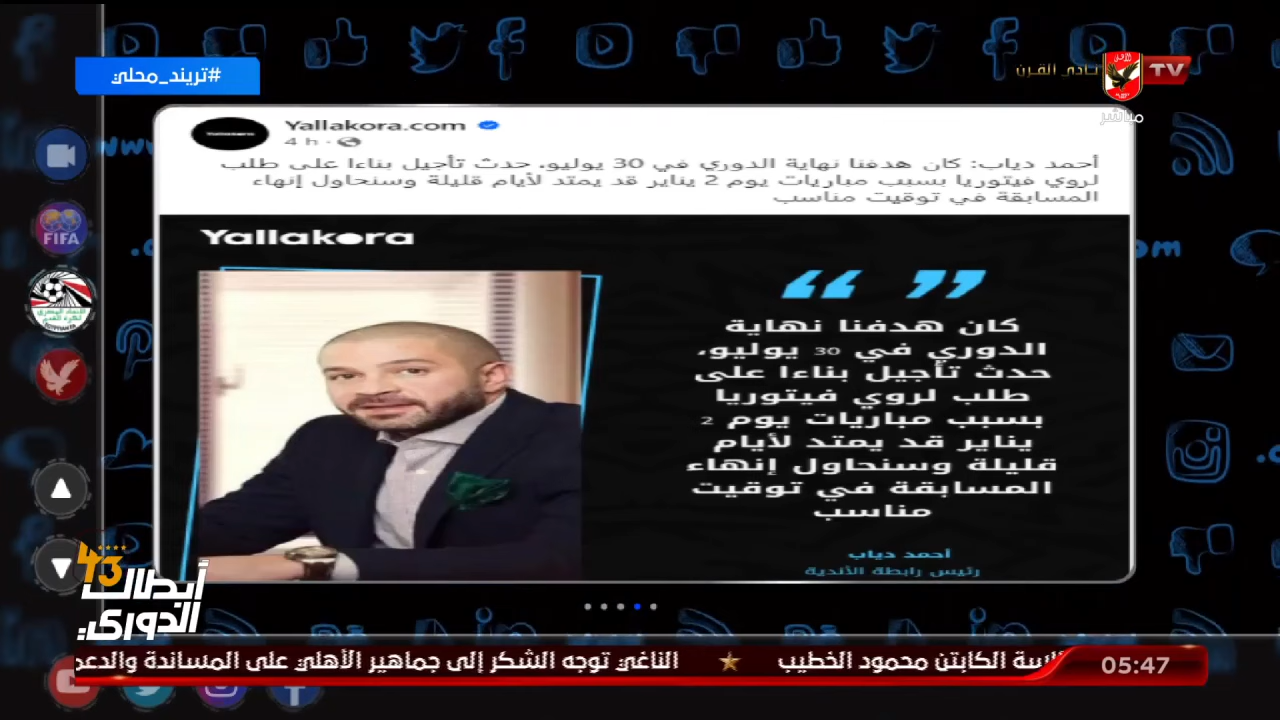 #تريند_محلي
نادي القرن
TV
مباشر
Yallakora.com
4 h
أحمد دياب: كان هدفنا نهاية الدوري في 30 يوليو، حدث تأجيل بناءا على طلب
لروي فيتوريا بسبب مباريات يوم 2 يناير قد يمتد لأيام قليلة وسنحاول إنهاء
المسابقة في توقيت مناسب
Yallakora
كان هدفنا نهاية
الدوري في 30 يوليو،
حدث تأجيل بناءا على
طلب لروي فيتوريا
بسبب مباريات يوم 2
يناير قد يمتد لأيام
قليلة وسنحاول إنهاء
المسابقة في توقيت
مناسب
أحمد دياب
رئيس رابطة الأندية
FIFA
43
أبطال
الدوري
الكابتن محمود الخطيب ★ الناغي توجه الشكر إلى جماهير الأهلي على المساندة والدعم
05:47